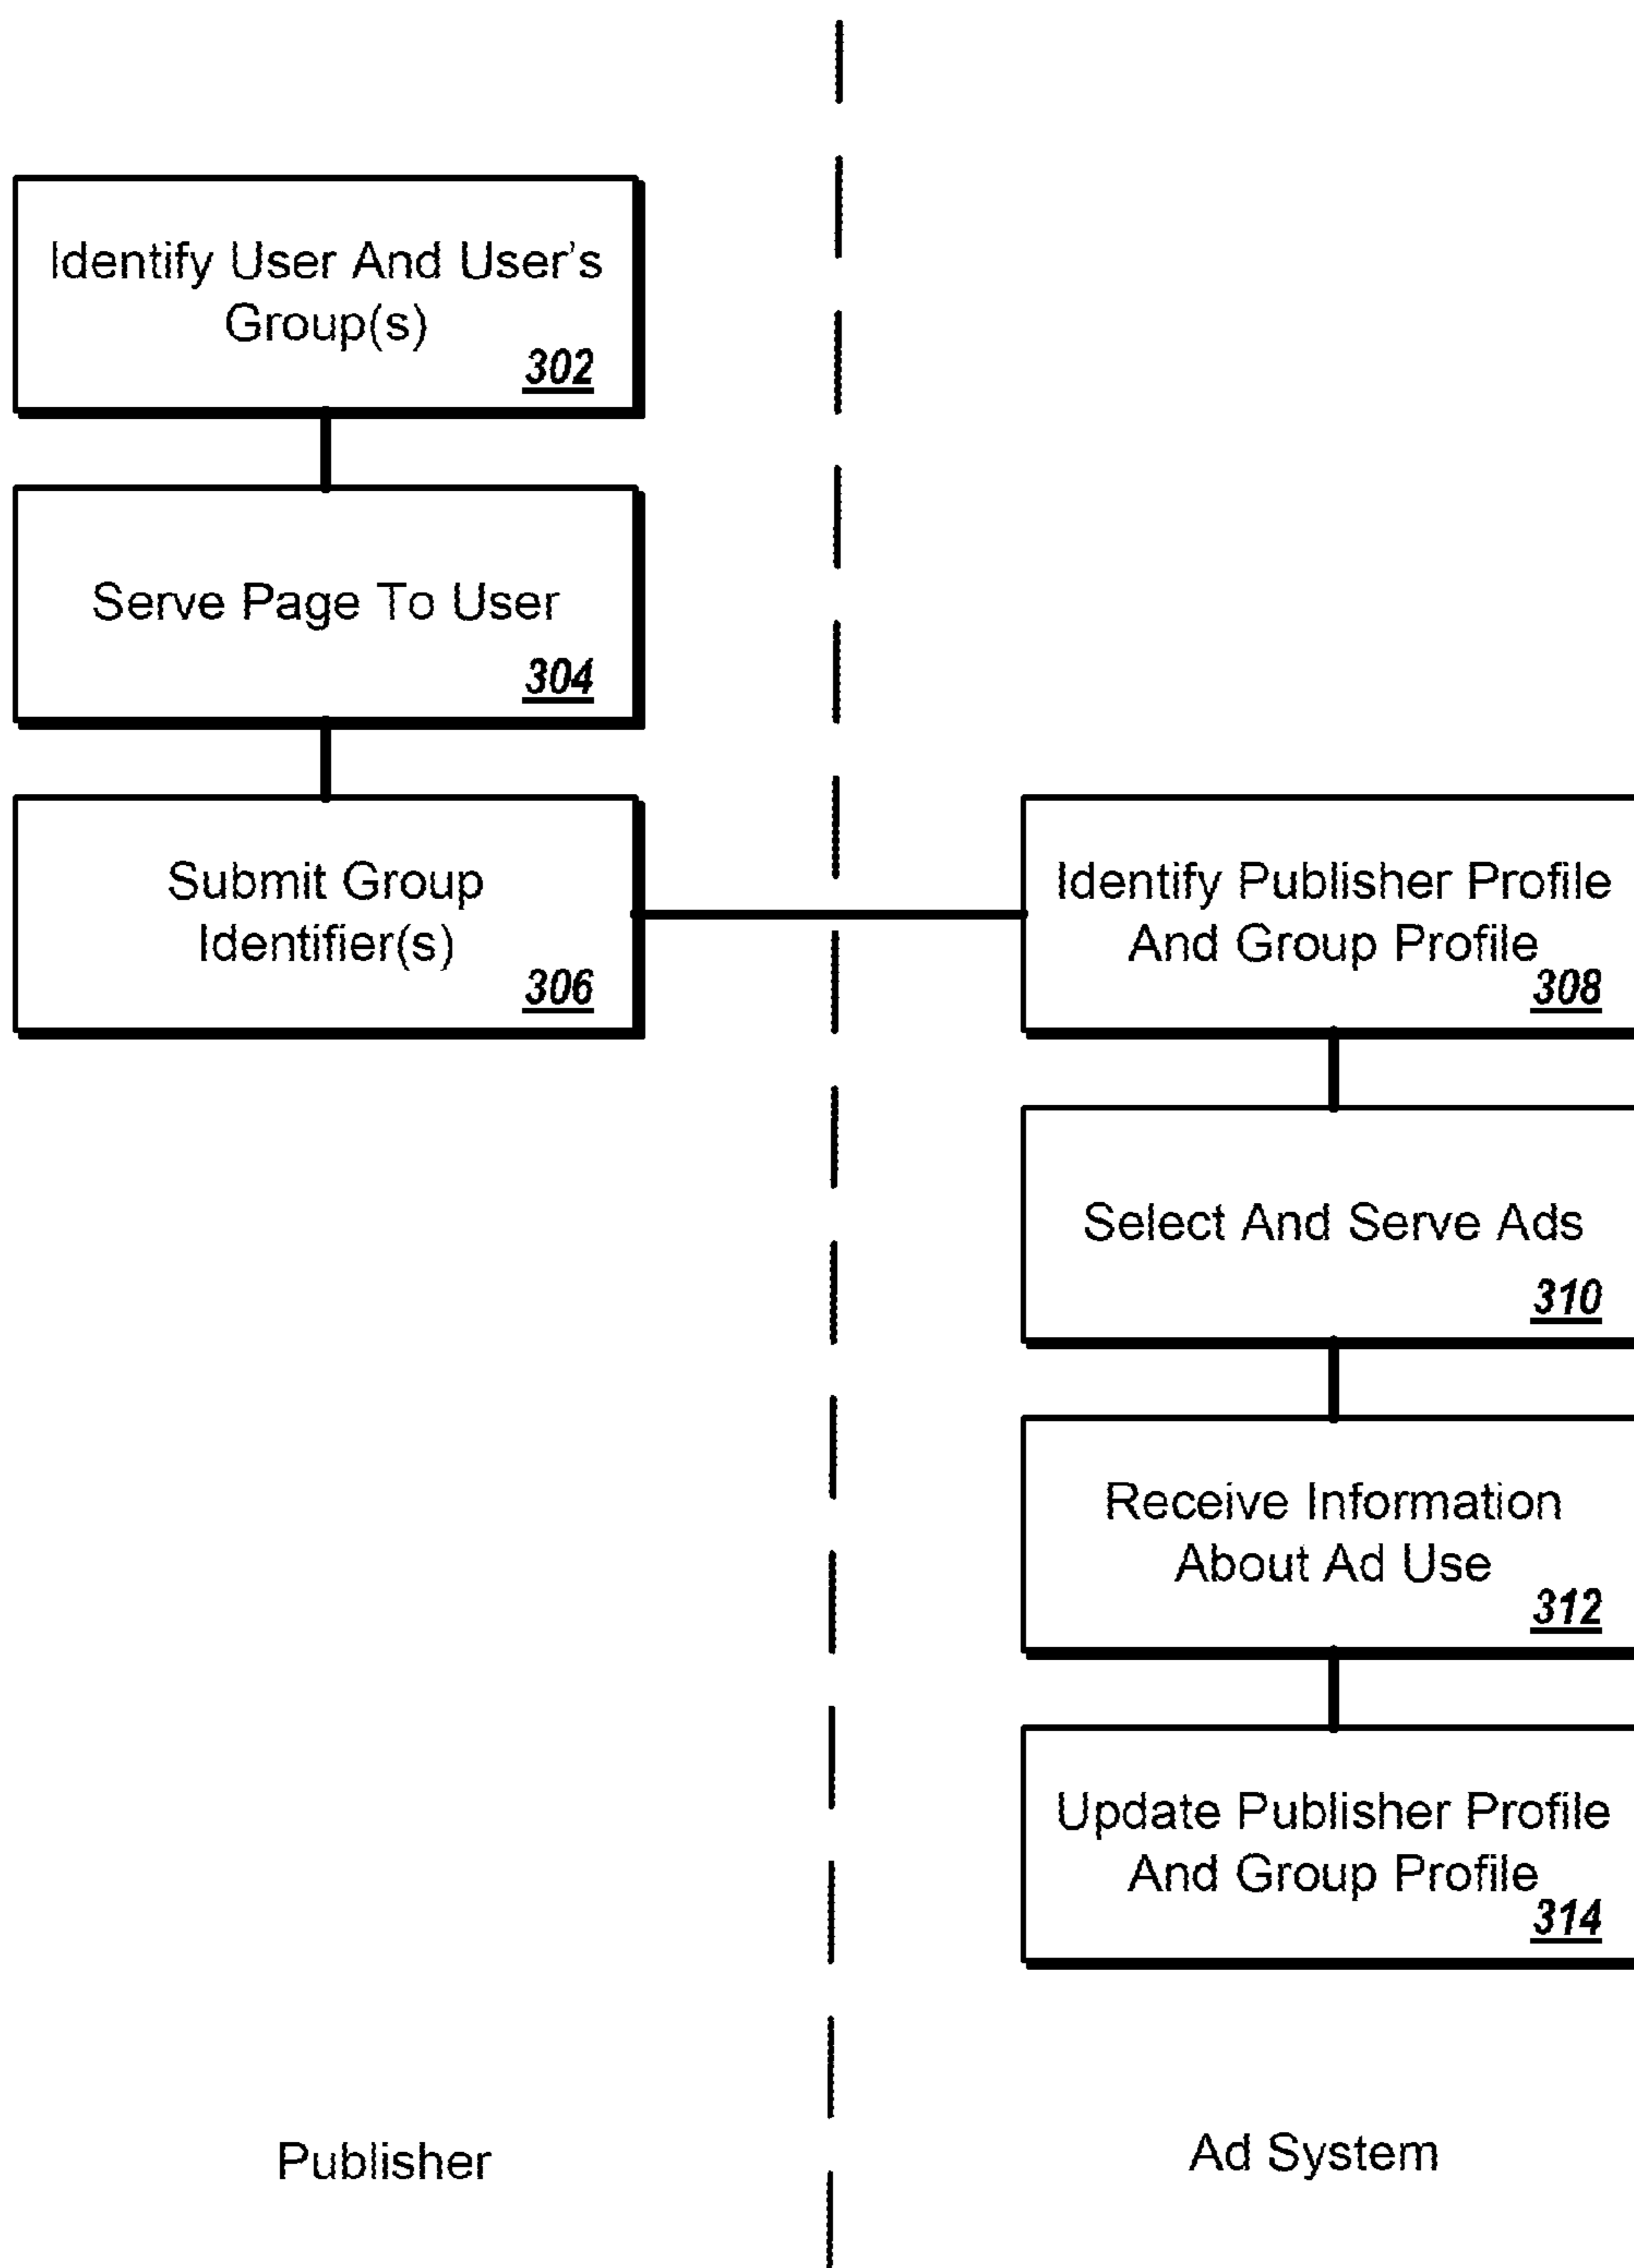 Identify User And User's
Group(s)
302
Serve Page To User
304
Submit Group
Identifier(s)
306
Identify Publisher Profile
And Group Profile
308
Select And Serve Ads
310
Receive Information
About Ad Use
312
Update Publisher Profile
And Group Profile
314
Publisher
Ad System